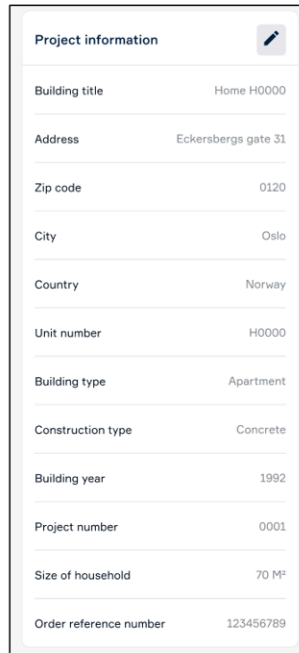 Project information
Building title Home H0000
Address Eckersbergs gate 31
Zip code 0120
City Oslo
Country Norway
Unit number H0000
Building type Apartment
Construction type Concrete
Building year 1992
Project number 0001
Size of household 70 M²
Order reference number 123456789